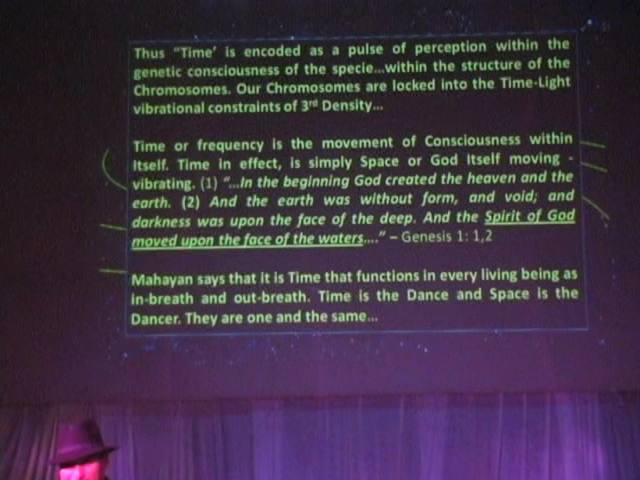 Thus "Time' is encoded as a pulse of perception within the
genetic consciousness of the specie...within the structure of the
Chromosomes. Our Chromosomes are locked into the Time-Light
vibrational constraints of 3rd Density...
Time or frequency is the movement of Consciousness within
Itself. Time in effect, is simply Space or God Itself moving -
vibrating. (1) "...In the beginning God created the heaven and the
earth. (2) And the earth was without form, and void; and
darkness was upon the face of the deep. And the Spirit of God
moved upon the face of the waters...." – Genesis 1: 1,2
Mahayan says that it is Time that functions in every living being as
in-breath and out-breath. Time is the Dance and Space is the
Dancer. They are one and the same...